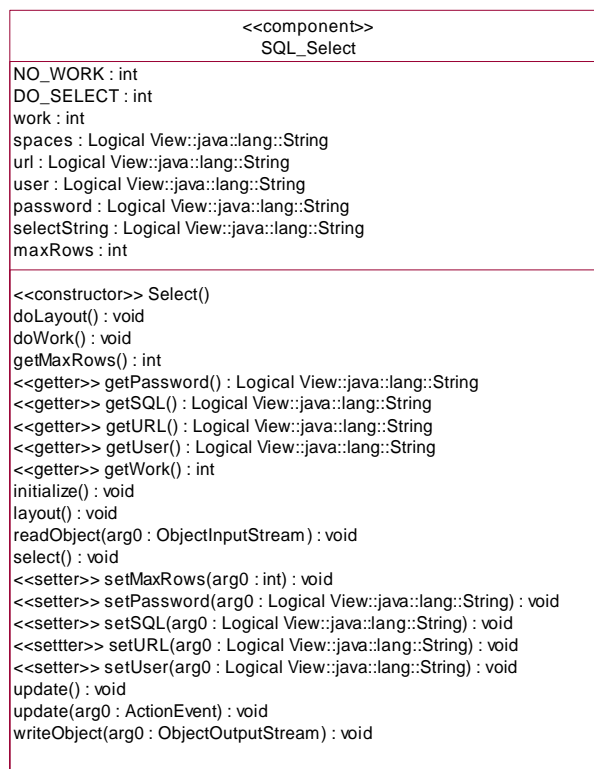 <<component>>
SQL_Select
NO_WORK : int
DO_SELECT : int
work : int
spaces : Logical View::java::lang::String
url : Logical View::java::lang::String
user : Logical View::java::lang::String
password : Logical View::java::lang::String
selectString : Logical View::java::lang::String
maxRows : int
<<constructor>> Select()
doLayout() : void
doWork() : void
getMaxRows() : int
<<getter>> getPassword() : Logical View::java::lang::String
<<getter>> getSQL() : Logical View::java::lang::String
<<getter>> getURL() : Logical View::java::lang::String
<<getter>> getUser() : Logical View::java::lang::String
<<getter>> getWork() : int
initialize() : void
layout() : void
readObject(arg0 : ObjectInputStream) : void
select() : void
<<setter>> setMaxRows(arg0 : int) : void
<<setter>> setPassword(arg0 : Logical View::java::lang::String) : void
<<setter>> setSQL(arg0 : Logical View::java::lang::String) : void
<<settter>> setURL(arg0 : Logical View::java::lang::String) : void
<<setter>> setUser(arg0 : Logical View::java::lang::String) : void
update() : void
update(arg0 : ActionEvent) : void
writeObject(arg0 : ObjectOutputStream) : void